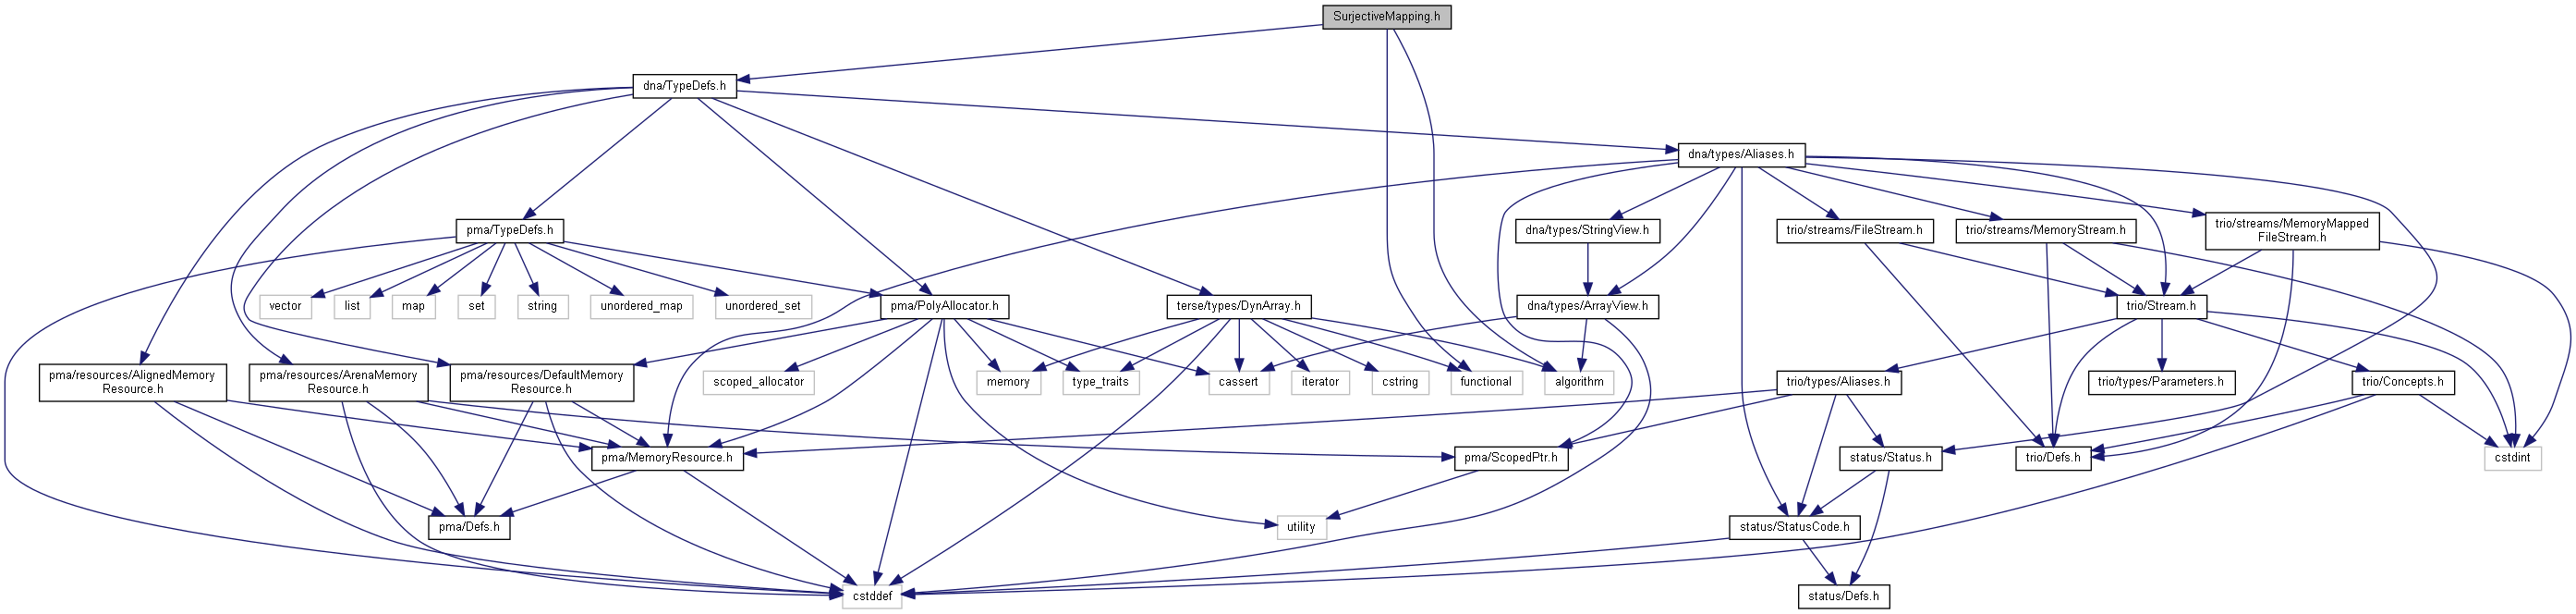 SurjectiveMapping.h
dna/TypeDefs.h
dna/types/Aliases.h
pma/TypeDefs.h
dna/types/StringView.h
trio/streams/FileStream.h
trio/streams/MemoryStream.h
trio/streams/MemoryMapped
FileStream.h
vector
list
map
set
string
unordered_map
unordered_set
pma/PolyAllocator.h
terse/types/DynArray.h
dna/types/ArrayView.h
trio/Stream.h
pma/resources/AlignedMemory
Resource.h
pma/resources/ArenaMemory
Resource.h
pma/resources/DefaultMemory
Resource.h
scoped_allocator
memory
type_traits
cassert
iterator
cstring
functional
algorithm
trio/types/Aliases.h
trio/types/Parameters.h
trio/Concepts.h
pma/MemoryResource.h
pma/ScopedPtr.h
status/Status.h
trio/Defs.h
cstdint
pma/Defs.h
utility
status/StatusCode.h
cstddef
status/Defs.h